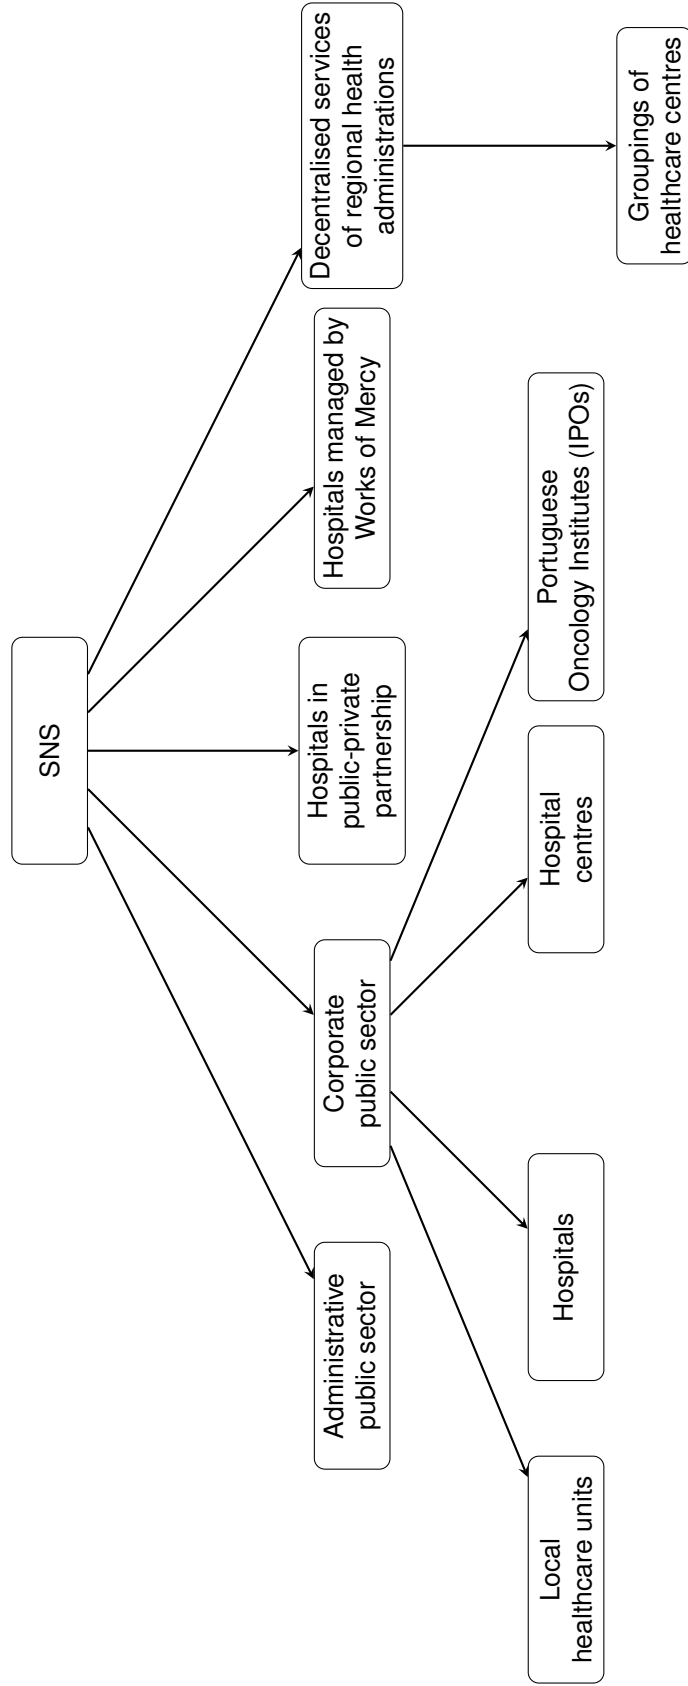 SNS
Administrative
public sector
Corporate
public sector
Hospitals in
public-private
partnership
Hospitals managed by
Works of Mercy
Decentralised services
of regional health
administrations
Local
healthcare units
Hospitals
Hospital
centres
Portuguese
Oncology Institutes (IPOs)
Groupings of
healthcare centres